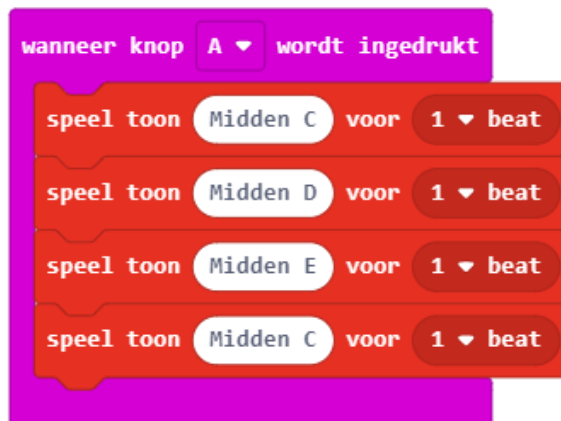 wanneer knop A wordt ingedrukt
speel toon Midden C voor 1 beat
speel toon Midden D voor 1 beat
speel toon Midden E voor 1 beat
speel toon Midden C voor 1 beat